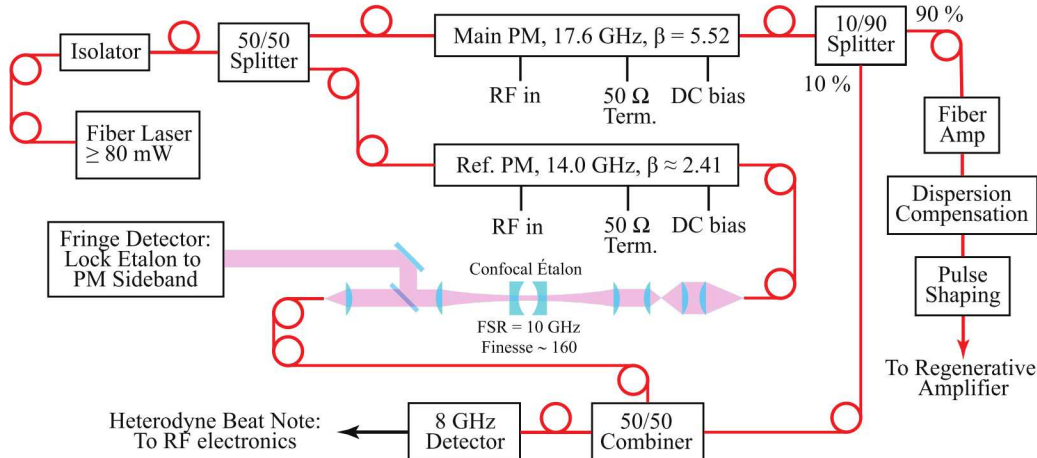 Isolator
50/50
Splitter
Main PM, 17.6 GHz, β = 5.52
10/90
Splitter
90 %
10 %
RF in
50 Ω
Term.
DC bias
Fiber Laser
≥ 80 mW
Fiber
Amp
Ref. PM, 14.0 GHz, β ≈ 2.41
RF in
50 Ω
Term.
DC bias
Dispersion
Compensation
Fringe Detector:
Lock Etalon to
PM Sideband
Confocal Étalon
FSR = 10 GHz
Finesse ~ 160
Pulse
Shaping
To Regenerative
Amplifier
Heterodyne Beat Note:
To RF electronics
8 GHz
Detector
50/50
Combiner